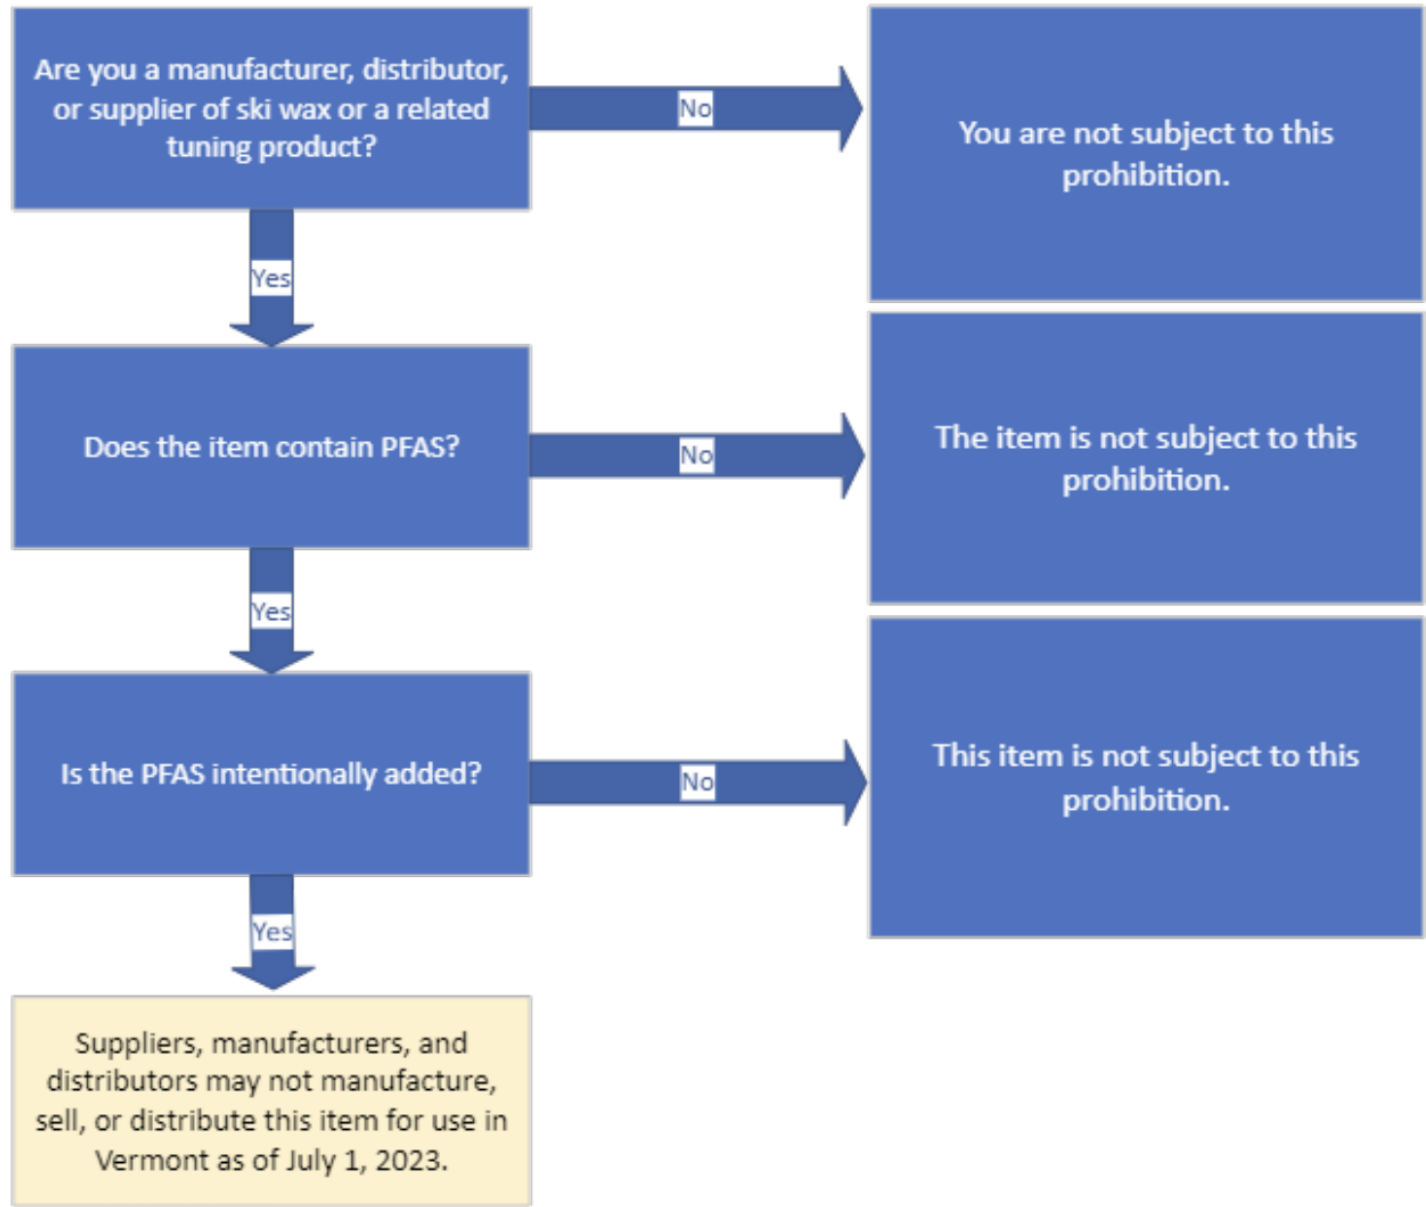 Are you a manufacturer, distributor,
or supplier of ski wax or a related
tuning product?
No
You are not subject to this
prohibition.
Yes
Does the item contain PFAS?
No
The item is not subject to this
prohibition.
Yes
Is the PFAS intentionally added?
No
This item is not subject to this
prohibition.
Yes
Suppliers, manufacturers, and
distributors may not manufacture,
sell, or distribute this item for use in
Vermont as of July 1, 2023.